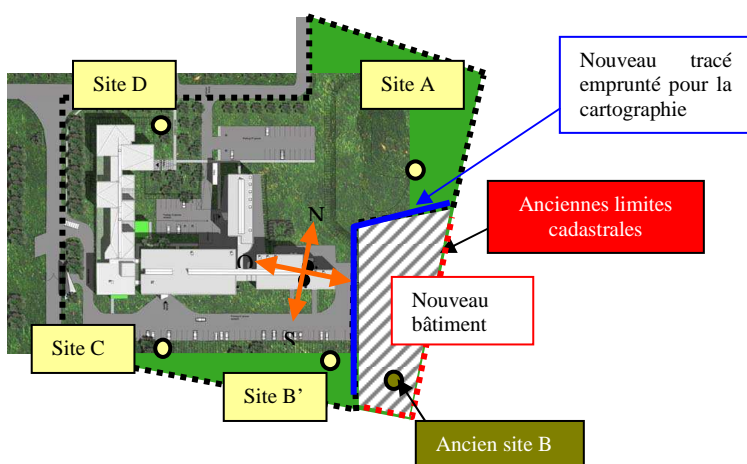 Site D
Site A
Nouveau tracé
emprunté pour la
cartographie
Anciennes limites
cadastrales
N
O
S
Nouveau
bâtiment
Site C
Site B'
Ancien site B